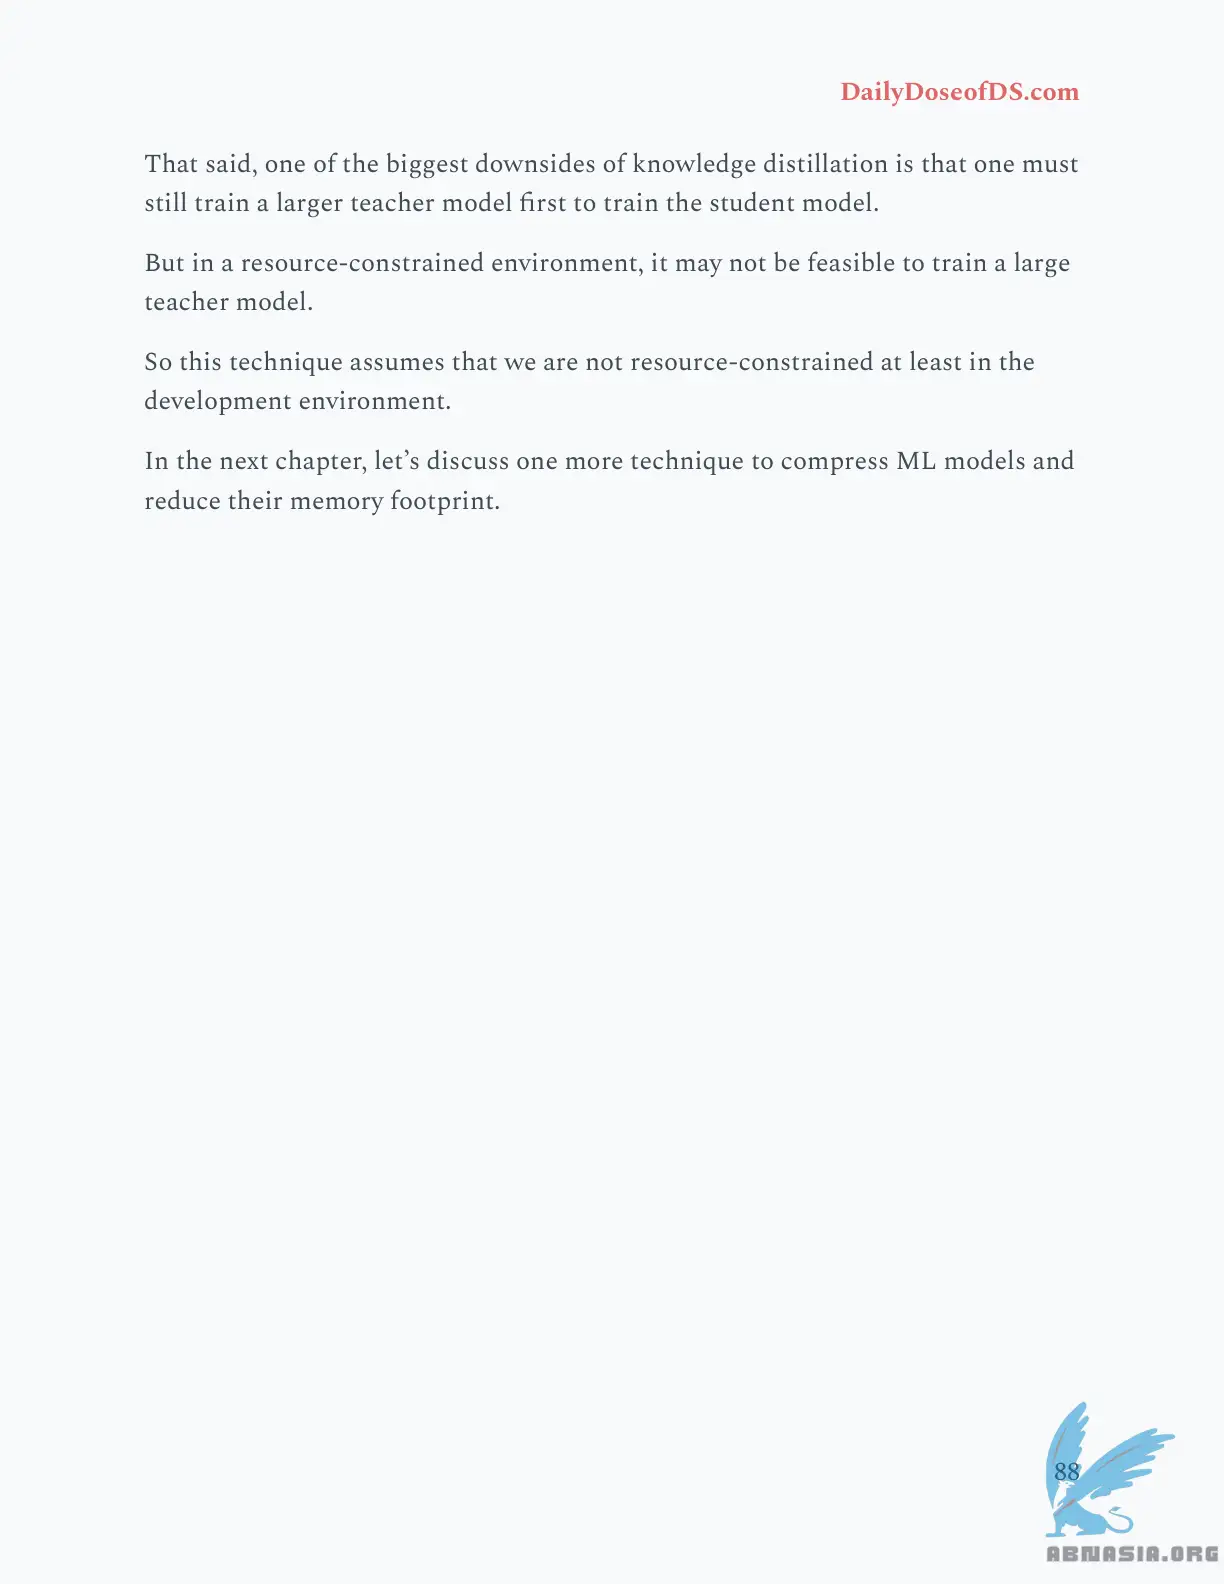 DailyDoseofDS.com
That said, one of the biggest downsides of knowledge distillation is that one must
still train a larger teacher model first to train the student model.
But in a resource-constrained environment, it may not be feasible to train a large
teacher model.
So this technique assumes that we are not resource-constrained at least in the
development environment.
In the next chapter, let’s discuss one more technique to compress ML models and
reduce their memory footprint.
88
ABNASIA.ORG